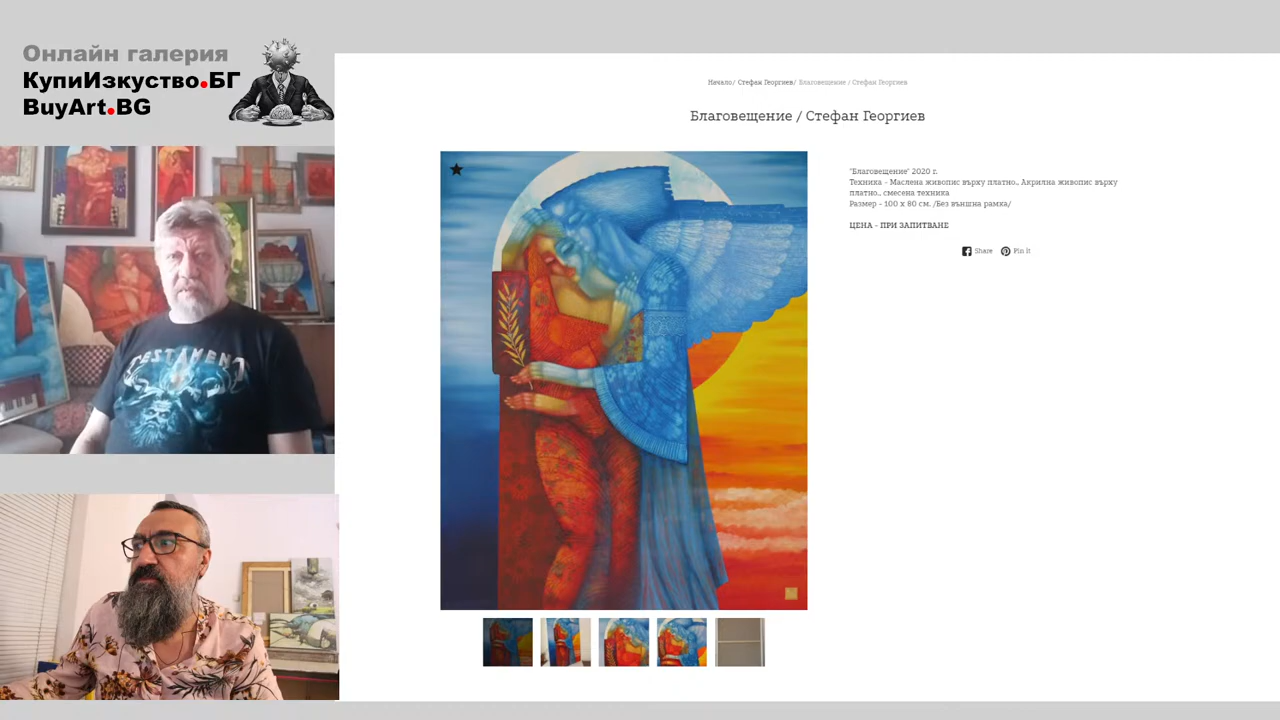 Онлайн галерия
КупиИзкуство.БГ
BuyArt.BG
Начало/ Стефан Георгиев/ Благовещение / Стефан Георгиев
Благовещение / Стефан Георгиев
"Благовещение" 2020 г.
Техника - Маслена живопис върху платно., Акрилна живопис върху
платно., смесена техника
Размер - 100 x 80 см. /Без външна рамка/
ЦЕНА - ПРИ ЗАПИТВАНЕ
Share Pin it
TESTAMENT